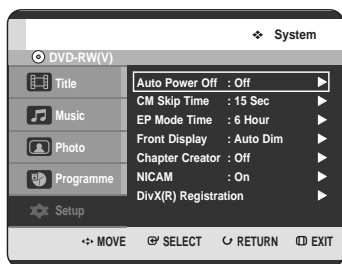 System
DVD-RW(V)
Title
Music
Photo
Programme
Setup
Auto Power Off : Off
CM Skip Time : 15 Sec
EP Mode Time : 6 Hour
Front Display : Auto Dim
Chapter Creator : Off
NICAM : On
DivX(R) Registration
MOVE SELECT RETURN EXIT